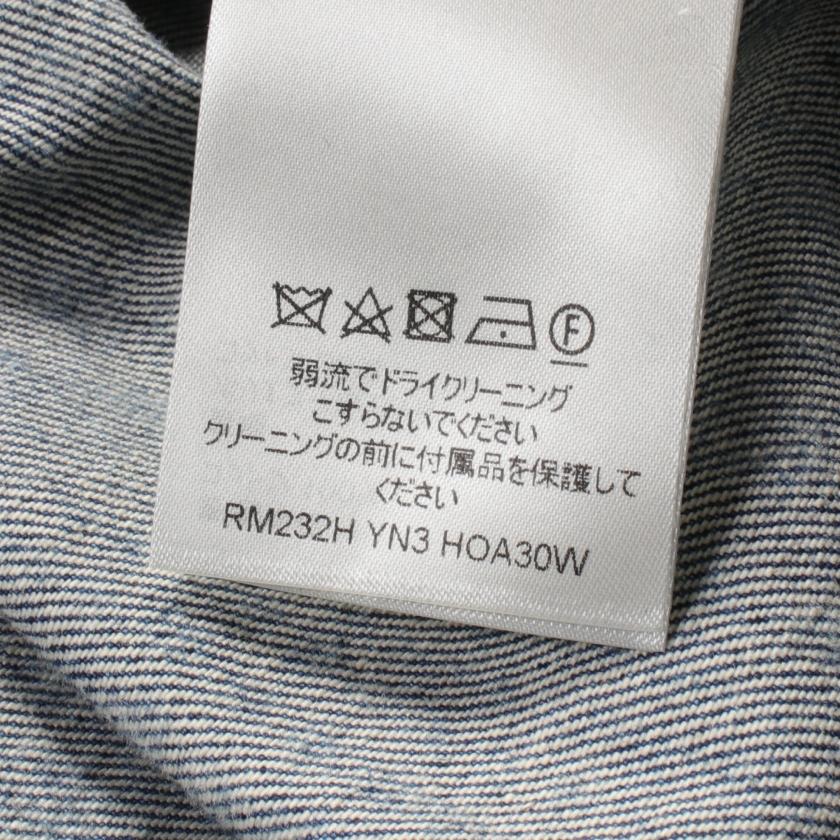 F
弱流でドライクリーニング
こすらないでください
クリーニングの前に付属品を保護して
ください
RM232H YN3 HOA30W